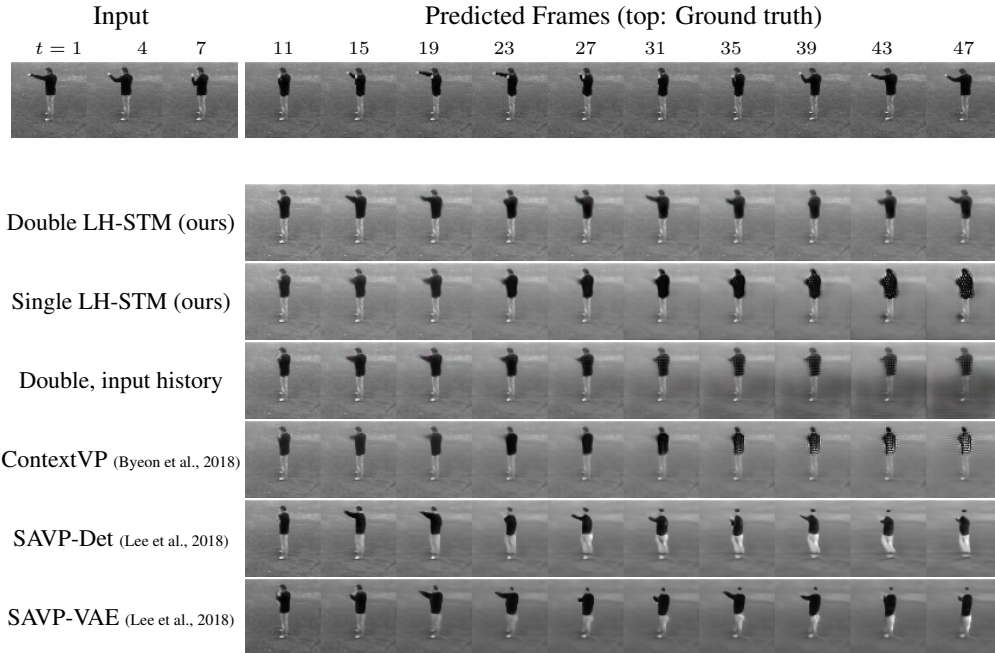 Input Predicted Frames (top: Ground truth)
t = 1 4 7 11 15 19 23 27 31 35 39 43 47
Double LH-STM (ours)
Single LH-STM (ours)
Double, input history
ContextVP (Byeon et al., 2018)
SAVP-Det (Lee et al., 2018)
SAVP-VAE (Lee et al., 2018)